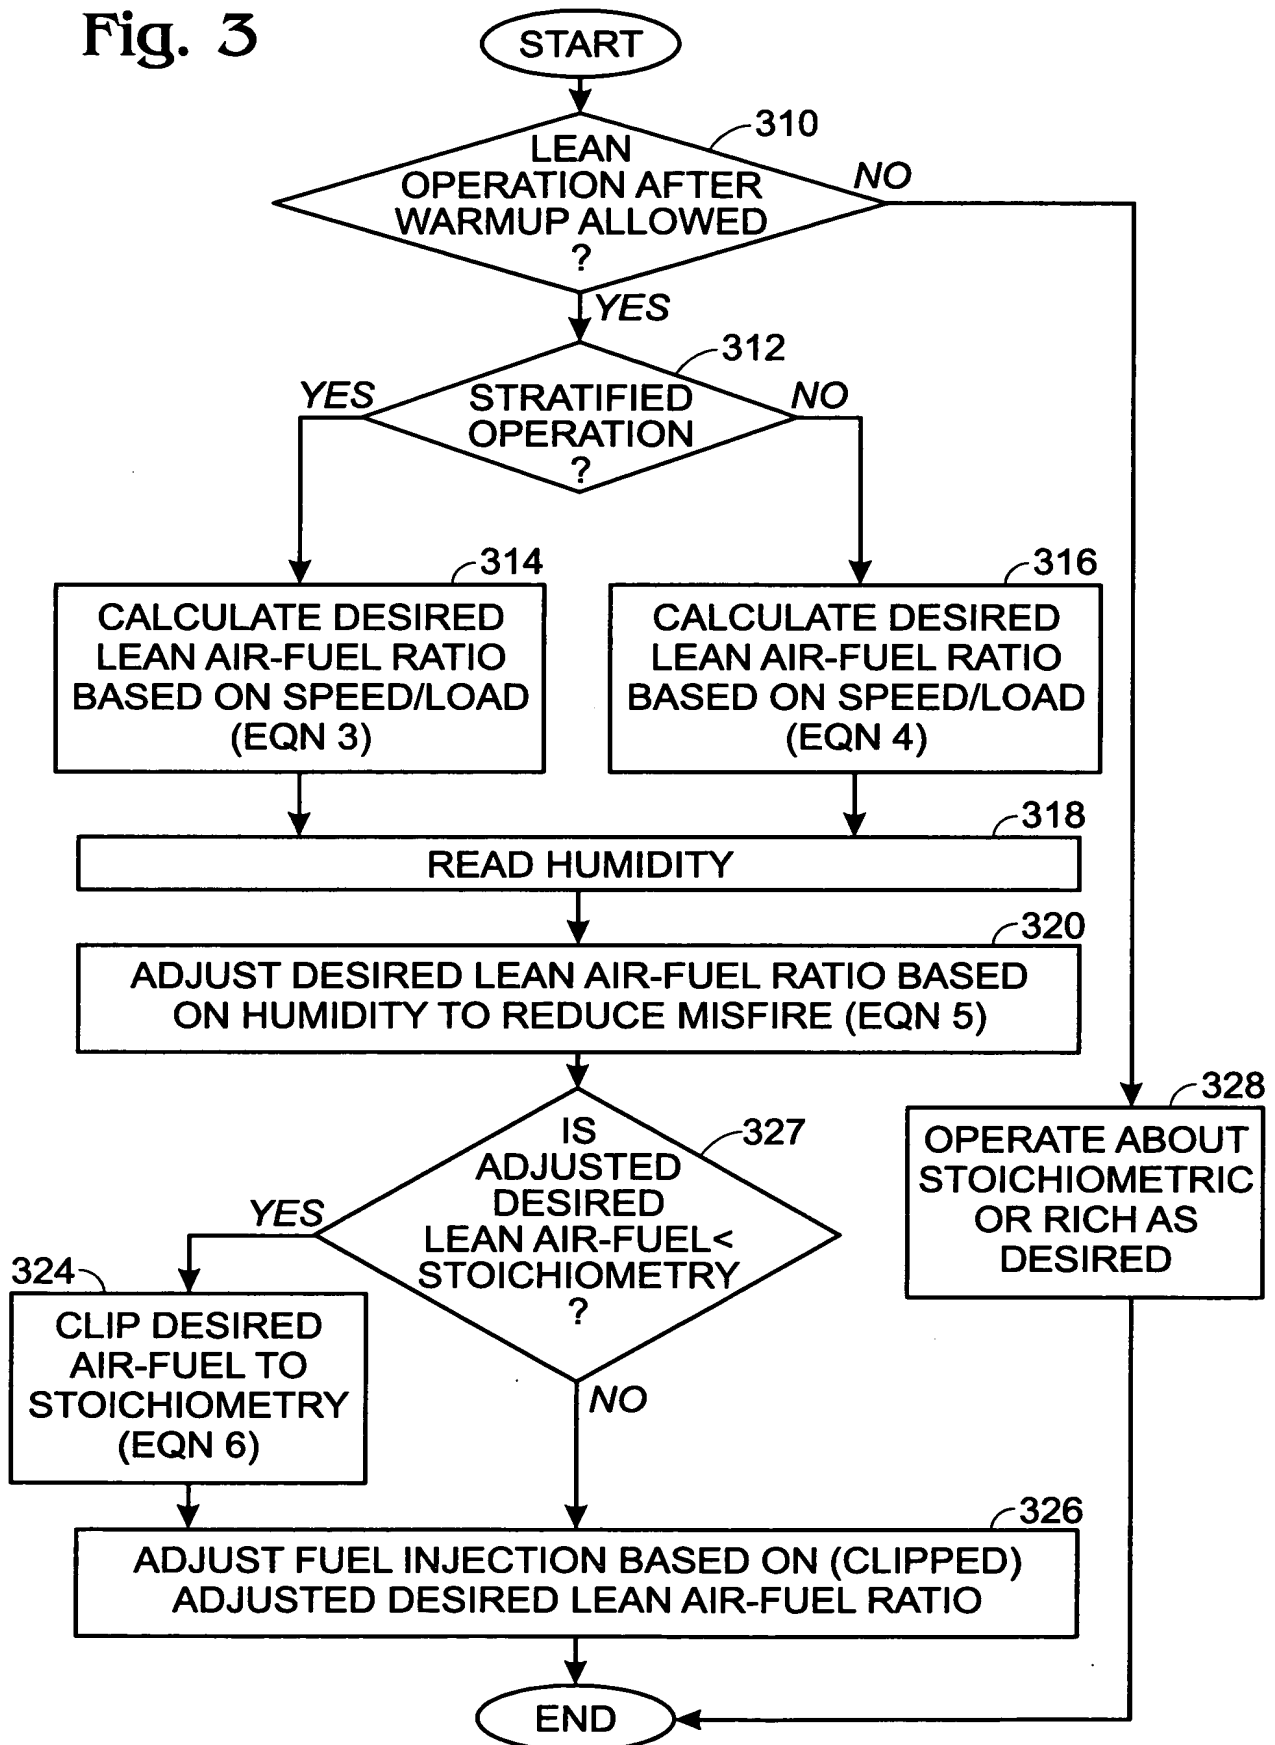 Fig. 3
START
310
LEAN
OPERATION AFTER
WARMUP ALLOWED
?
NO
YES
312
STRATIFIED
OPERATION
?
YES
NO
314
CALCULATE DESIRED
LEAN AIR-FUEL RATIO
BASED ON SPEED/LOAD
(EQN 3)
316
CALCULATE DESIRED
LEAN AIR-FUEL RATIO
BASED ON SPEED/LOAD
(EQN 4)
318
READ HUMIDITY
320
ADJUST DESIRED LEAN AIR-FUEL RATIO BASED
ON HUMIDITY TO REDUCE MISFIRE (EQN 5)
327
IS
ADJUSTED
DESIRED
LEAN AIR-FUEL<
STOICHIOMETRY
?
YES
NO
328
OPERATE ABOUT
STOICHIOMETRIC
OR RICH AS
DESIRED
324
CLIP DESIRED
AIR-FUEL TO
STOICHIOMETRY
(EQN 6)
326
ADJUST FUEL INJECTION BASED ON (CLIPPED)
ADJUSTED DESIRED LEAN AIR-FUEL RATIO
END